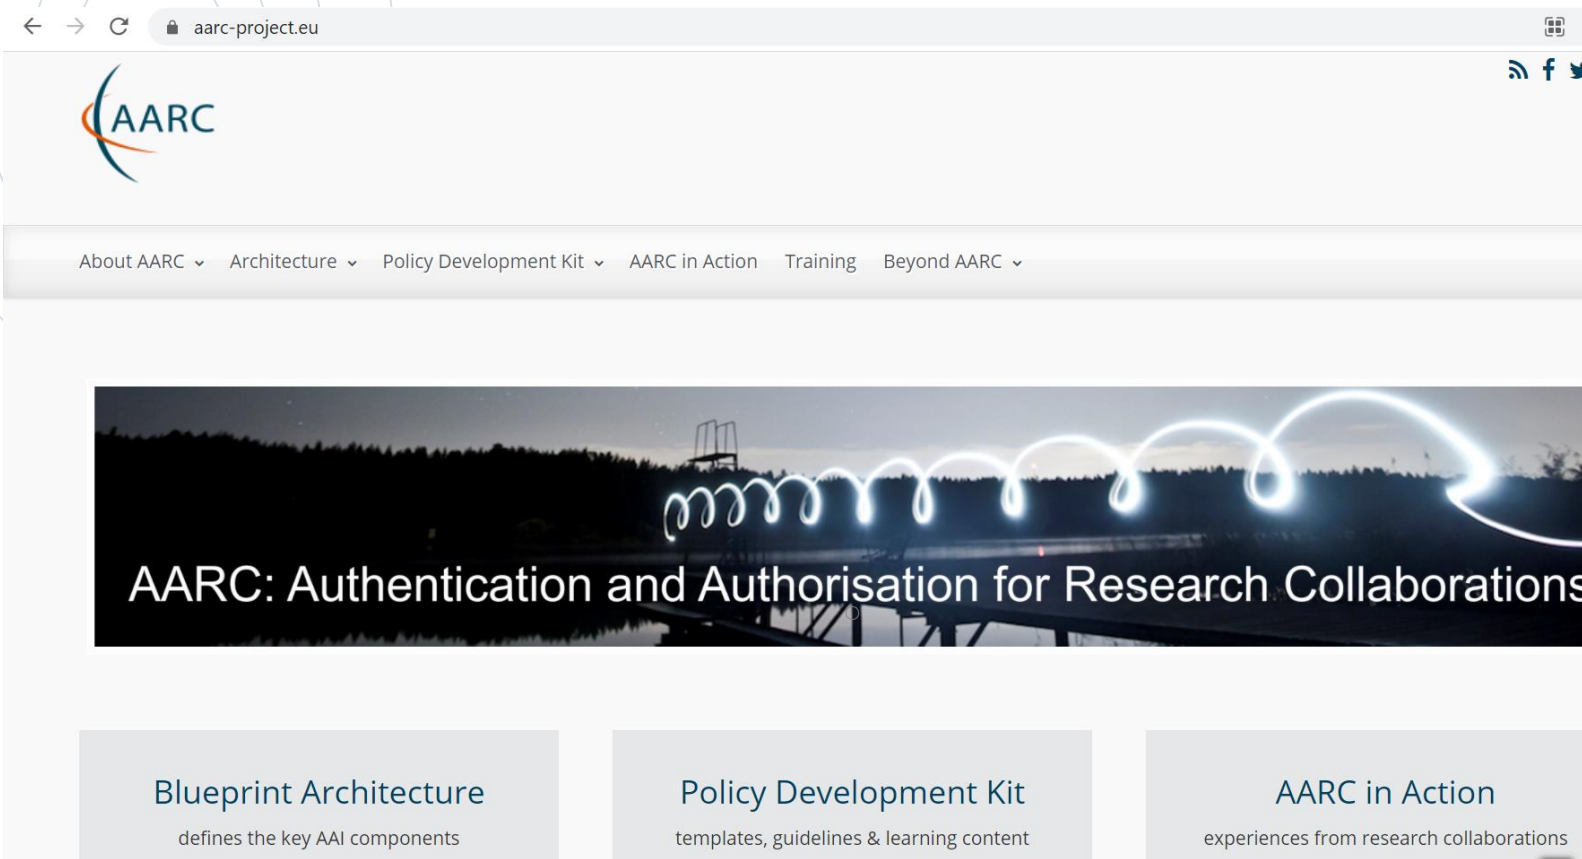 aarc-project.eu
AARC
About AARC Architecture Policy Development Kit AARC in Action Training Beyond AARC
AARC: Authentication and Authorisation for Research Collaborations
Blueprint Architecture
defines the key AAI components
Policy Development Kit
templates, guidelines & learning content
AARC in Action
experiences from research collaborations